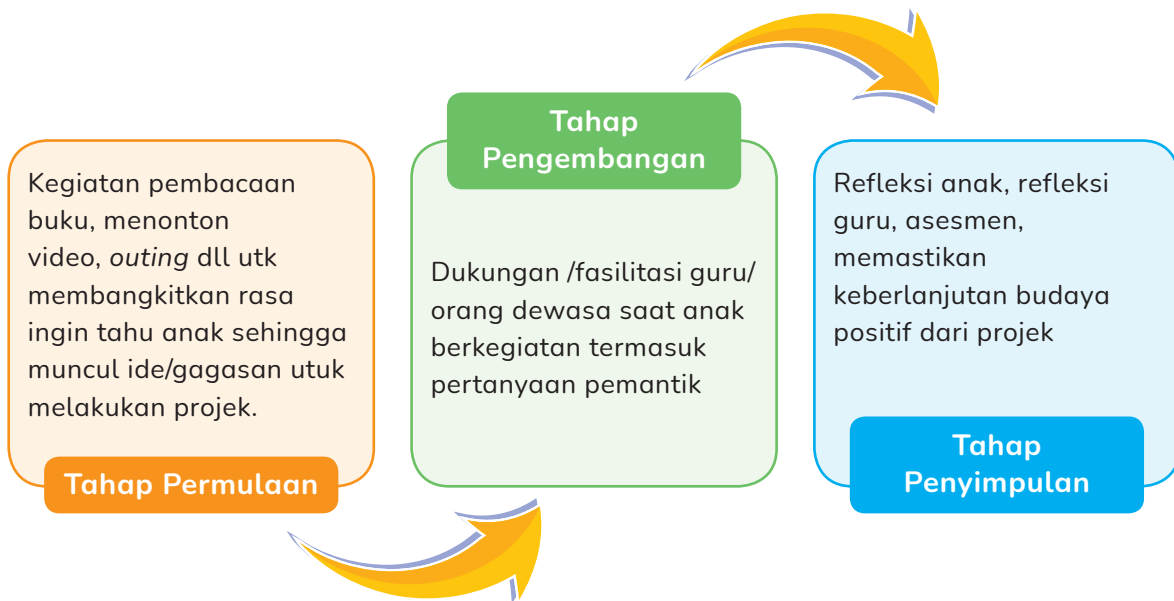 Kegiatan pembacaan
buku, menonton
video, outing dll utk
membangkitkan rasa
ingin tahu anak sehingga
muncul ide/gagasan utuk
melakukan projek.
Tahap Permulaan
Tahap
Pengembangan
Dukungan /fasilitasi guru/
orang dewasa saat anak
berkegiatan termasuk
pertanyaan pemantik
Refleksi anak, refleksi
guru, asesmen,
memastikan
keberlanjutan budaya
positif dari projek
Tahap
Penyimpulan